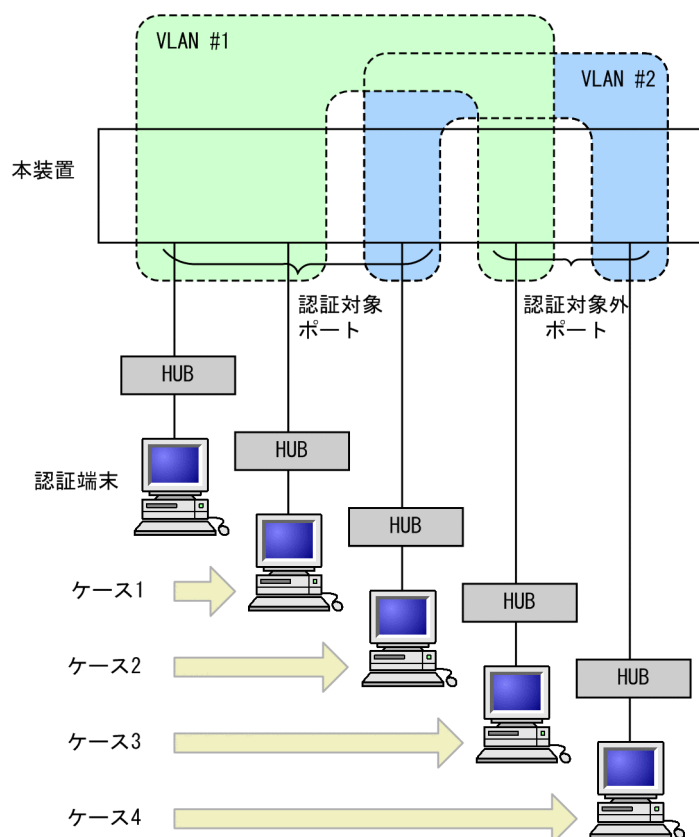 VLAN #1
VLAN #2
本装置
認証対象
ポート
認証対象外
ポート
HUB
HUB
認証端末
HUB
ケース1
HUB
ケース2
HUB
ケース3
ケース4